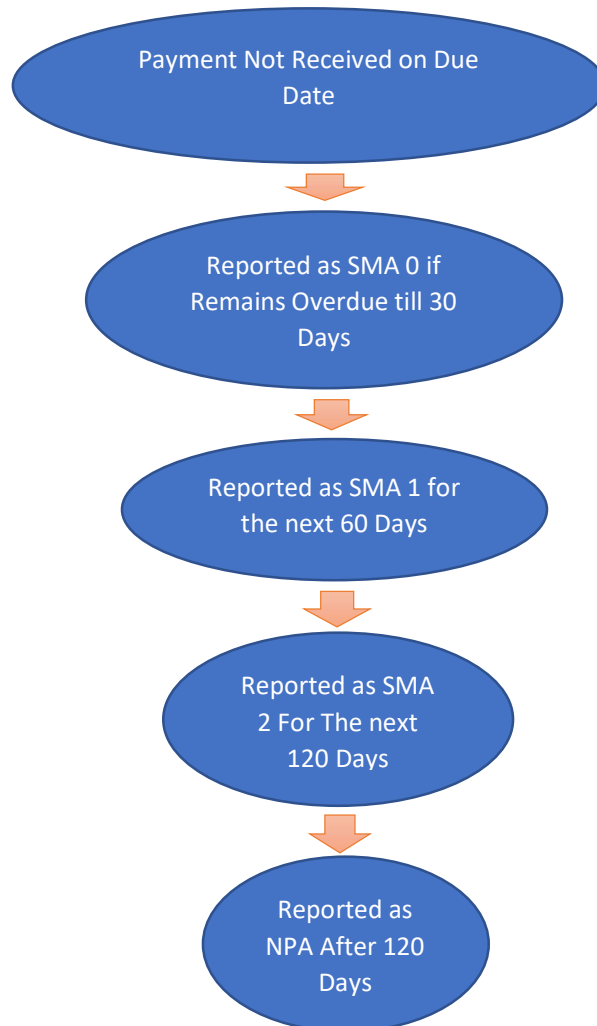 Payment Not Received on Due
Date
Reported as SMA 0 if
Remains Overdue till 30
Days
Reported as SMA 1 for
the next 60 Days
Reported as SMA
2 For The next
120 Days
Reported as
NPA After 120
Days